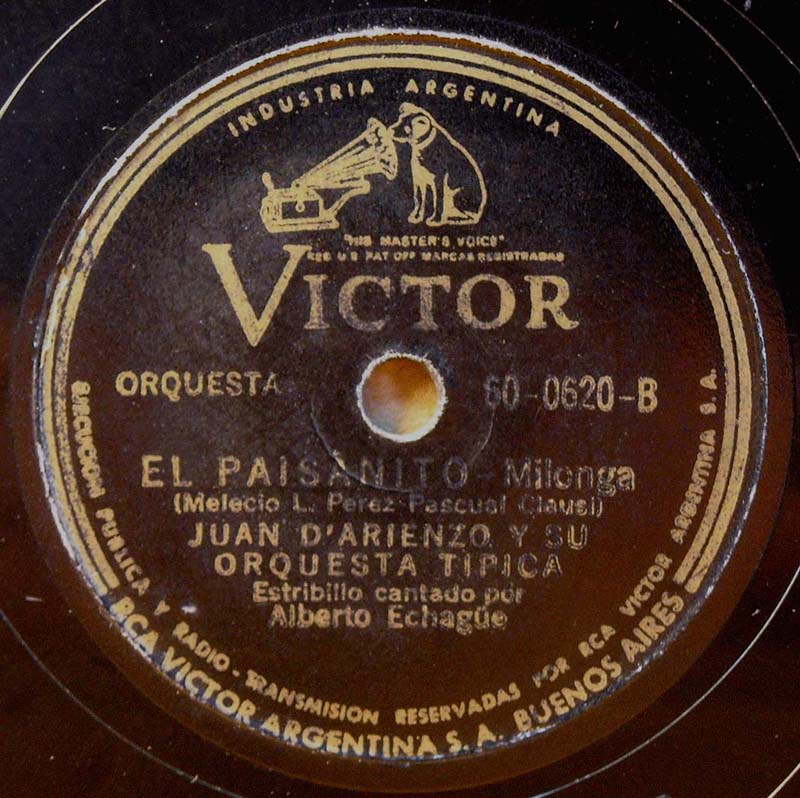 INDUSTRIA ARGENTINA
"HIS MASTER'S VOICE"
REG U S PAT OFF MARCAS REGISTRADAS
VICTOR
ORQUESTA
60-0620-B
EL PAISANITO - Milonga
(Melecio L. Perez-Pascual Clausi)
JUAN D'ARIENZO Y SU
ORQUESTA TIPICA
Estribillo cantado por
Alberto Echagüe
EJECUCION PUBLICA Y RADIO-TRANSMISION RESERVADAS POR RCA VICTOR ARGENTINA S. A.
RCA VICTOR ARGENTINA S. A. BUENOS AIRES